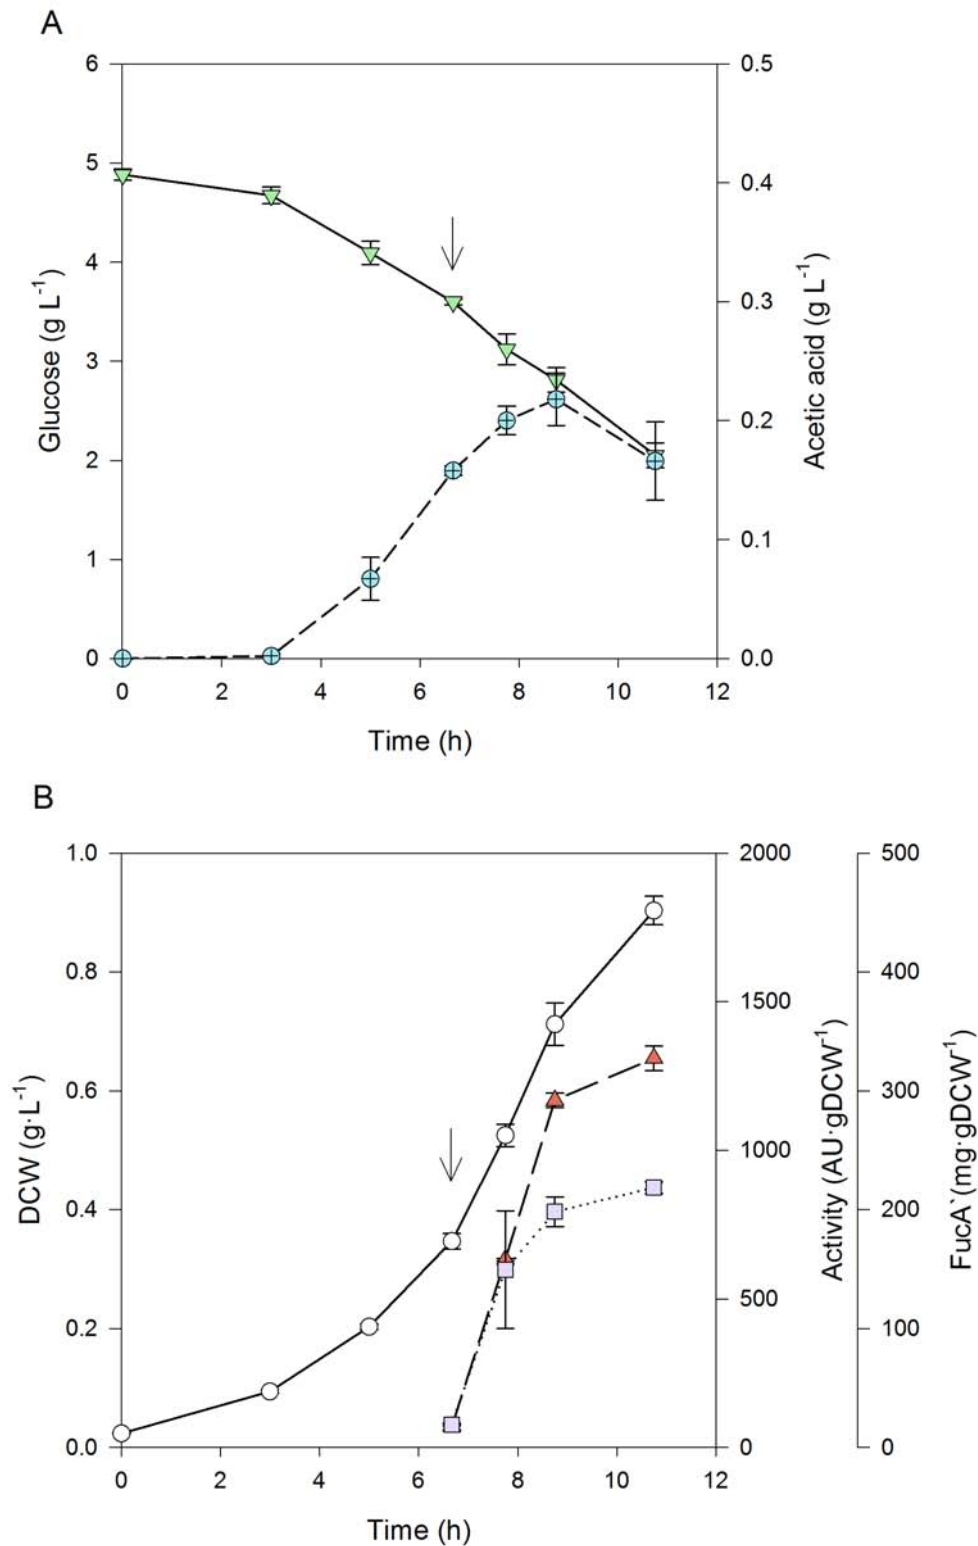 A
6
5
4
3
2
1
0
Glucose (g L⁻¹)
0.5
0.4
0.3
0.2
0.1
0.0
Acetic acid (g L⁻¹)
0 2 4 6 8 10 12
Time (h)
B
1.0
0.8
0.6
0.4
0.2
0.0
DCW (g·L⁻¹)
2000
1500
1000
500
0
Activity (AU·gDCW⁻¹)
500
400
300
200
100
0
FucA`(mg·gDCW⁻¹)
0 2 4 6 8 10 12
Time (h)